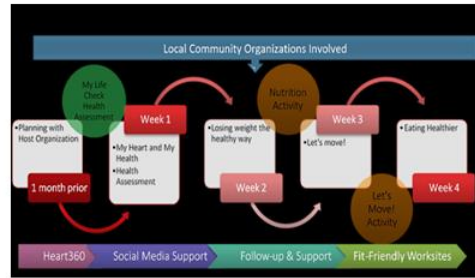 Local Community Organizations Involved
My Life
Check
Health
Assessment
Nutrition
Activity
•Planning with
Host Organization
1 month prior
Week 1
•My Heart and My
Health
•Health
Assessment
•Losing weight the
healthy way
Week 2
Week 3
•Let's move!
•Eating Healthier
Week 4
Let's
Move!
Activity
Heart360
Social Media Support
Follow-up & Support
Fit-Friendly Worksites